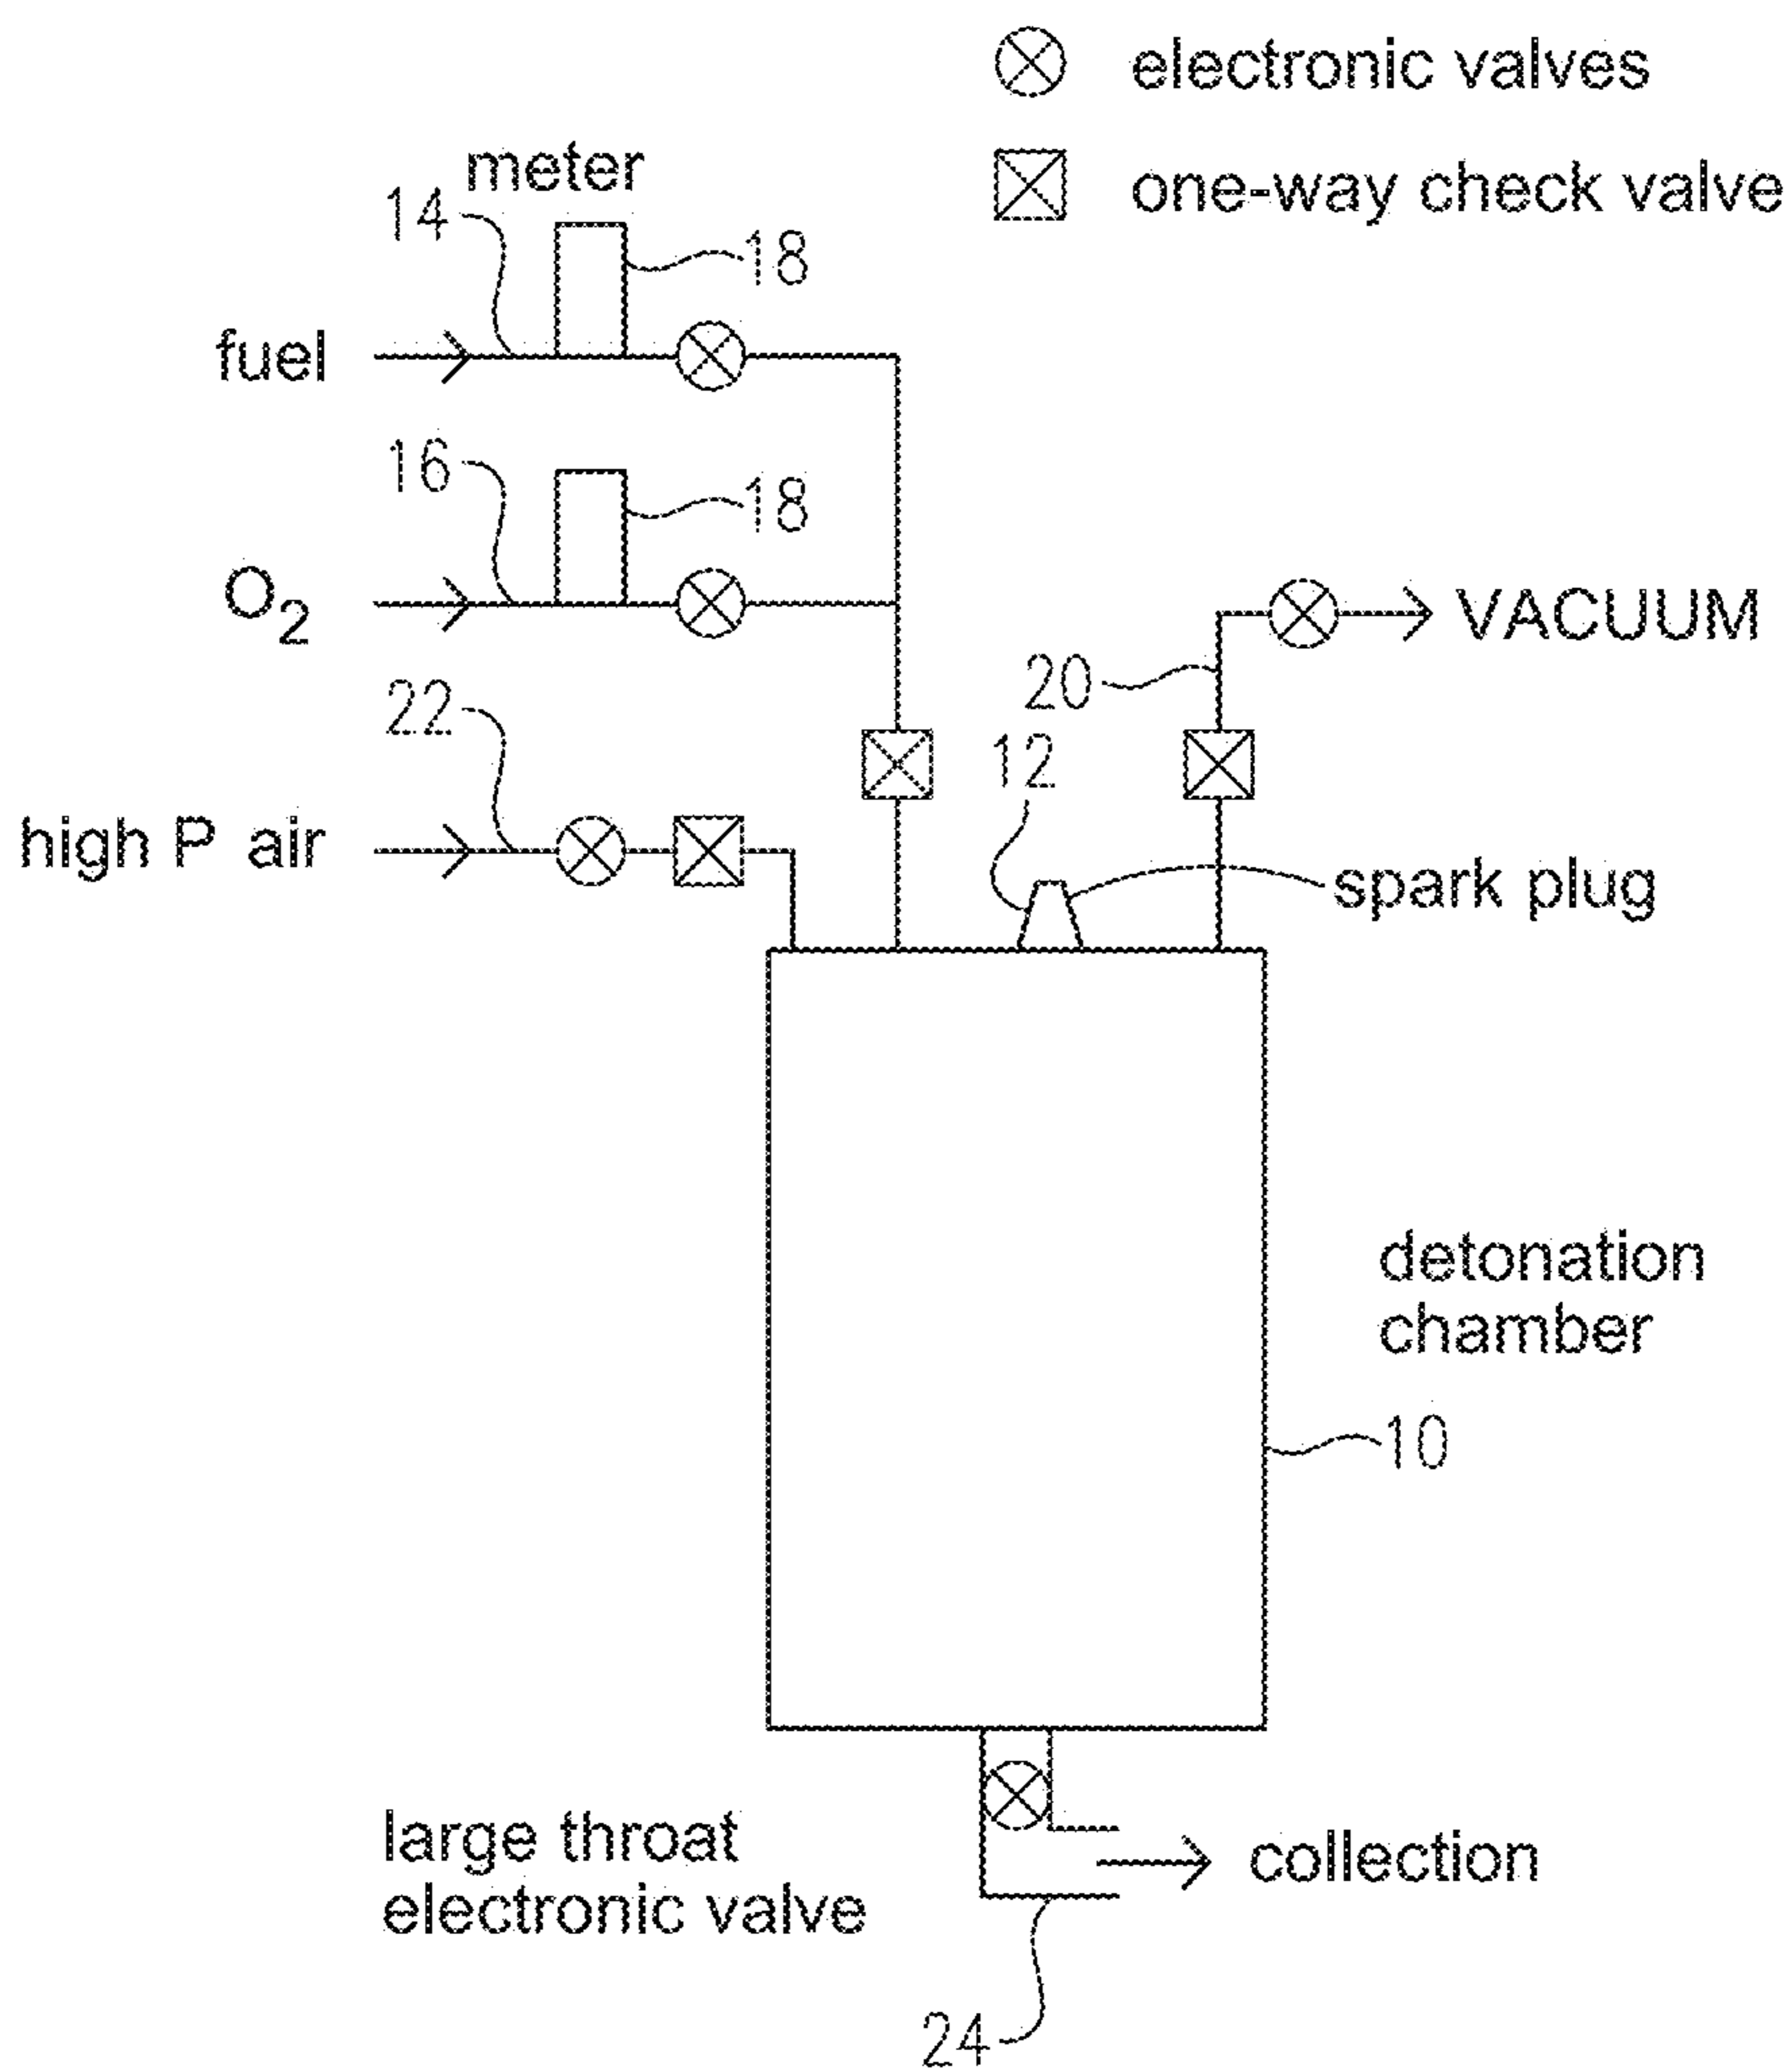 electronic valves
one-way check valve
meter
14
18
fuel
16
18
O₂
VACUUM
20
22
12
high P air
spark plug
detonation
chamber
10
large throat
electronic valve
collection
24